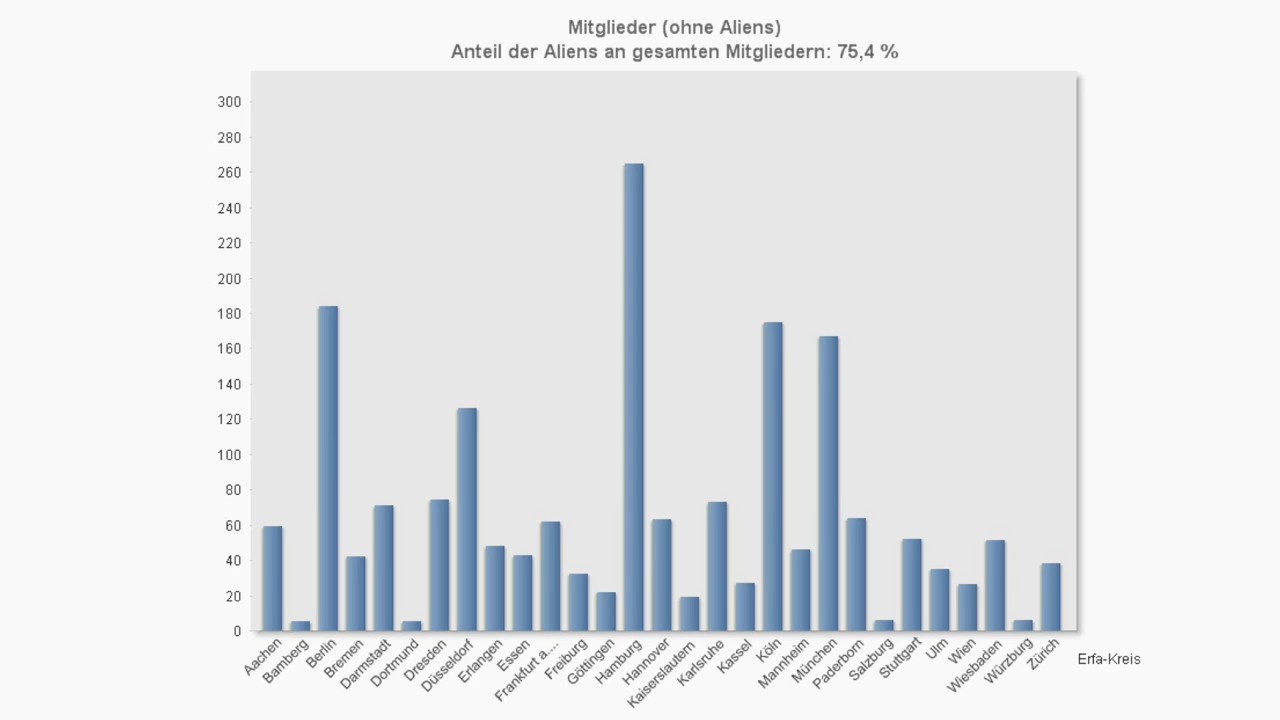 Mitglieder (ohne Aliens)
Anteil der Aliens an gesamten Mitgliedern: 75,4 %
300
280
260
240
220
200
180
160
140
120
100
80
60
40
20
0
Aachen
Bamberg
Berlin
Bremen
Darmstadt
Dortmund
Dresden
Düsseldorf
Erlangen
Essen
Frankfurt a....
Freiburg
Göttingen
Hamburg
Hannover
Kaiserslautern
Karlsruhe
Kassel
Köln
Mannheim
München
Paderborn
Salzburg
Stuttgart
Ulm
Wien
Wiesbaden
Würzburg
Zürich
Erfa-Kreis